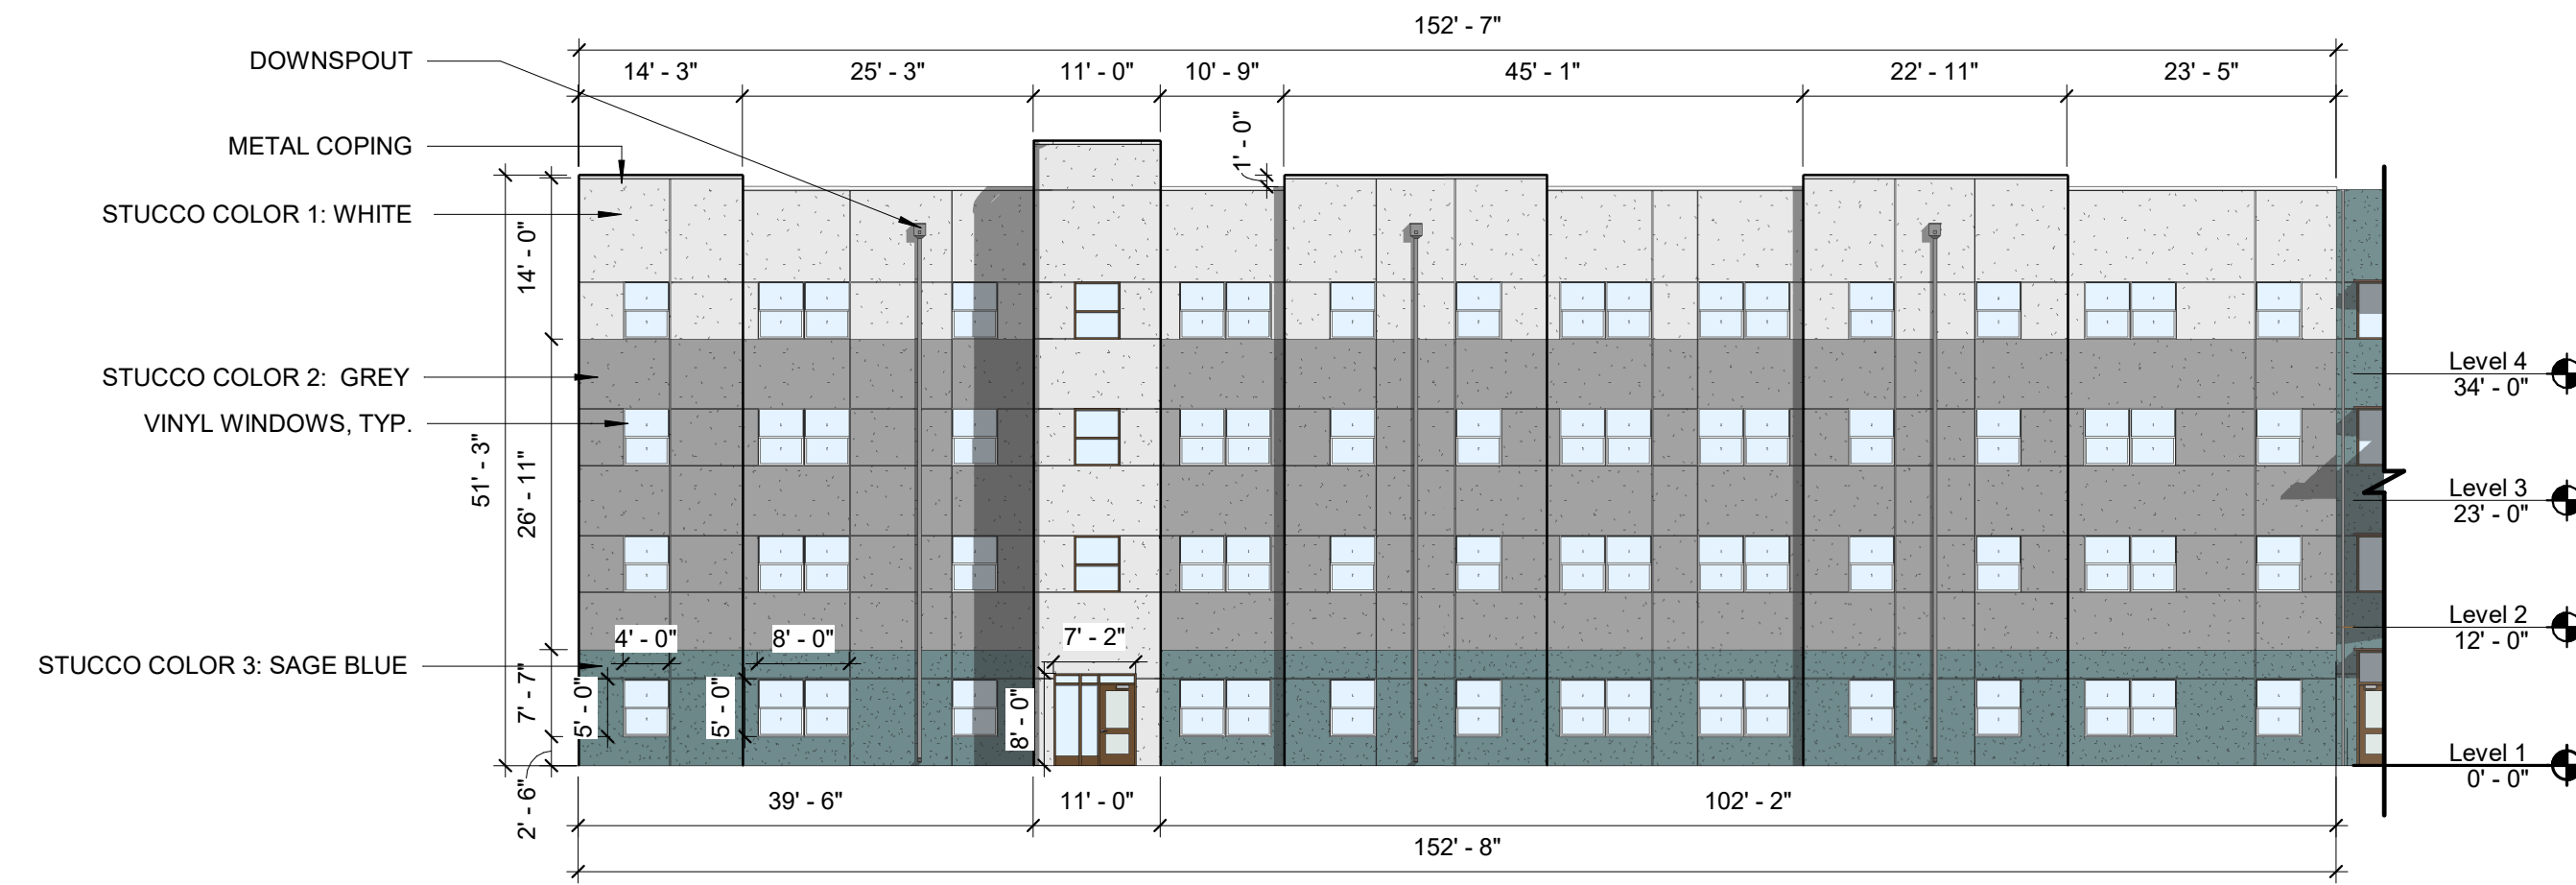 152' - 7"
14' - 3"
25' - 3"
11' - 0"
10' - 9"
45' - 1"
22' - 11"
23' - 5"
DOWNSPOUT
METAL COPING
STUCCO COLOR 1: WHITE
STUCCO COLOR 2:  GREY
VINYL WINDOWS, TYP.
STUCCO COLOR 3: SAGE BLUE
1' - 0"
51' - 3"
14' - 0"
26' - 11"
7' - 7"
2' - 6"
4' - 0"
5' - 0"
8' - 0"
5' - 0"
7' - 2"
8' - 0"
Level 4
34' - 0"
Level 3
23' - 0"
Level 2
12' - 0"
Level 1
0' - 0"
39' - 6"
11' - 0"
102' - 2"
152' - 8"